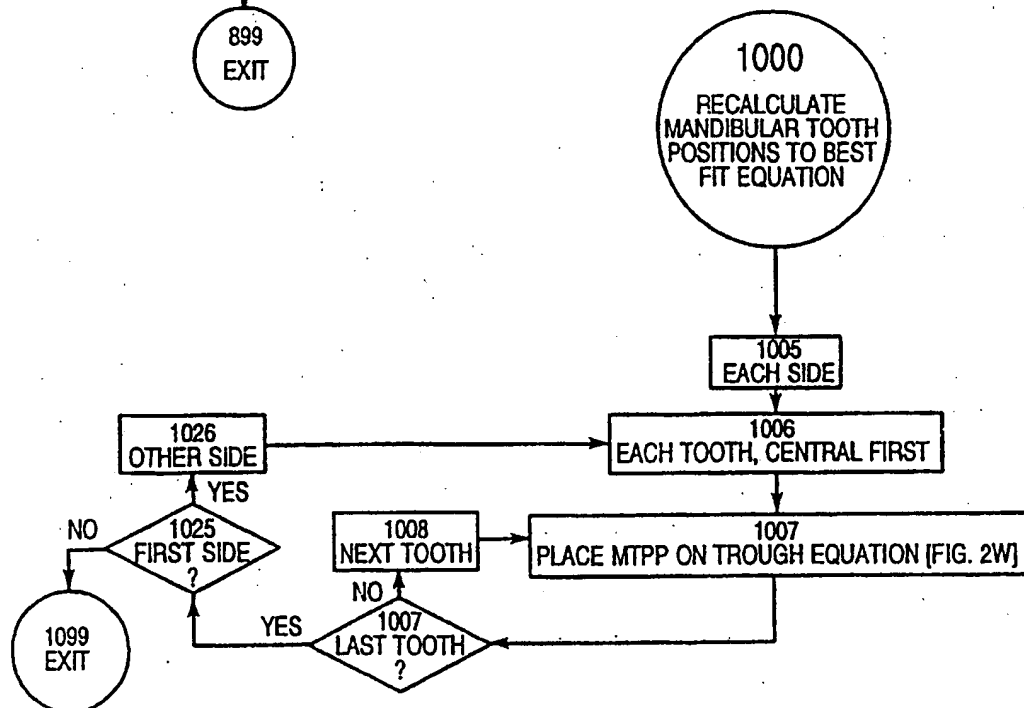 899
EXIT
1000
RECALCULATE
MANDIBULAR TOOTH
POSITIONS TO BEST
FIT EQUATION
1005
EACH SIDE
1006
EACH TOOTH, CENTRAL FIRST
1026
OTHER SIDE
YES
1007
PLACE MTPP ON TROUGH EQUATION [FIG. 2W]
1008
NEXT TOOTH
NO
1025
FIRST SIDE
?
NO
1007
LAST TOOTH
?
YES
1099
EXIT